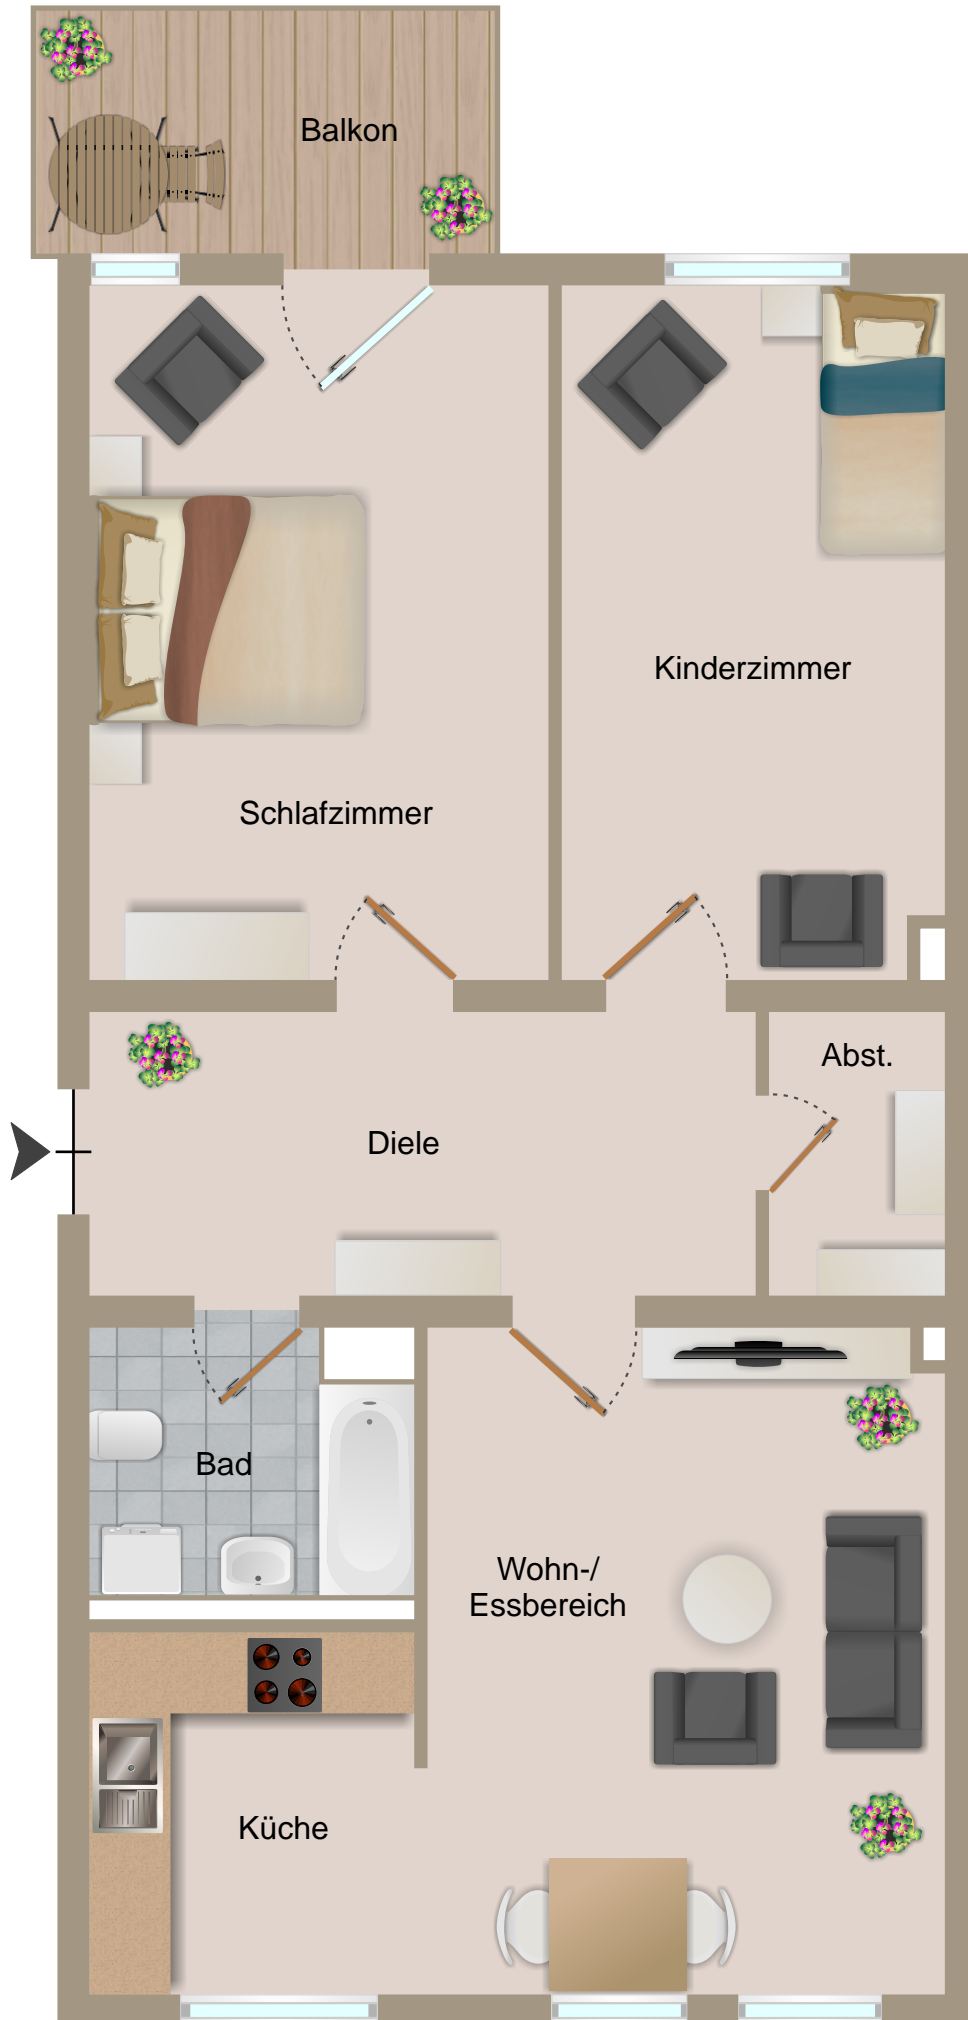 Balkon
Kinderzimmer
Schlafzimmer
Abst.
Diele
Bad
Wohn-/
Essbereich
Küche